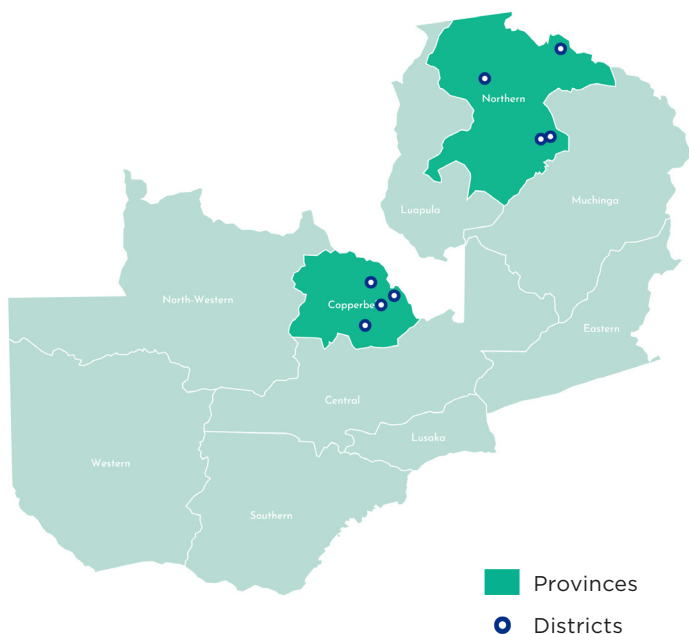 Northern
Luapula
Muchinga
North-Western
Copperbe
Eastern
Central
Lusaka
Western
Southern
Provinces
Districts